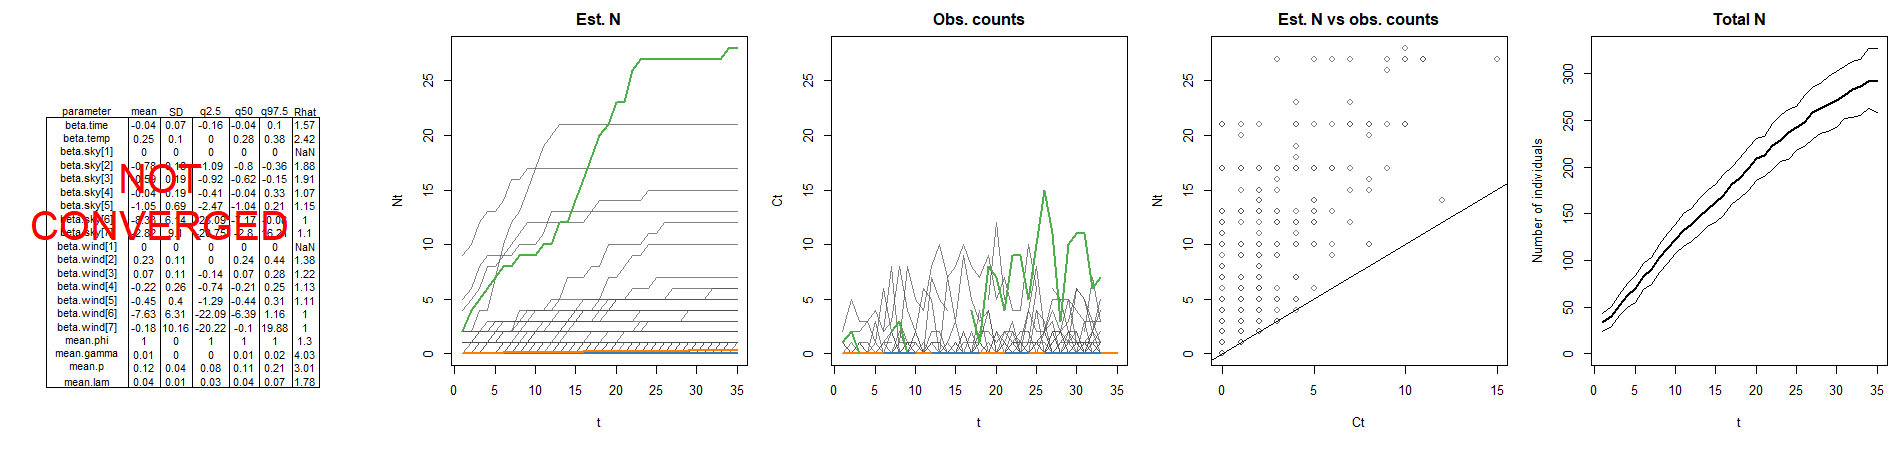 parameter mean SD q2.5 q50 q97.5 Rhat
beta.time -0.04 0.07 -0.16 -0.04 0.1 1.57
beta.temp 0.25 0.1 0 0.28 0.38 2.42
beta.sky[1] 0 0 0 0 0 NaN
beta.sky[2] -0.78 -1.09 -0.8 -0.36 1.88
beta.sky[3] 0.19 -0.92 -0.62 -0.15 1.91
beta.sky[4] -0.04 0.19 -0.41 -0.04 0.33 1.07
beta.sky[5] -1.05 0.69 -2.47 -1.04 0.21 1.15
beta.sky[6] 1
beta.sky[7] 1.1
beta.wind[1] 0 0 0 0 0 NaN
beta.wind[2] 0.23 0.11 0 0.24 0.44 1.38
beta.wind[3] 0.07 0.11 -0.14 0.07 0.28 1.22
beta.wind[4] -0.22 0.26 -0.74 -0.21 0.25 1.13
beta.wind[5] -0.45 0.4 -1.29 -0.44 0.31 1.11
beta.wind[6] -7.63 6.31 -22.09 -6.39 1.16 1
beta.wind[7] -0.18 10.16 -20.22 -0.1 19.88 1
mean.phi 1 0 1 1 1 1.3
mean.gamma 0.01 0 0 0.01 0.02 4.03
mean.p 0.12 0.04 0.08 0.11 0.21 3.01
mean.lam 0.04 0.01 0.03 0.04 0.07 1.78
NOT
CONVERGED
Est. N
Nt
0 5 10 15 20 25
0 5 10 15 20 25 30 35
t
Obs. counts
Ct
0 5 10 15 20 25
0 5 10 15 20 25 30 35
t
Est. N vs obs. counts
Nt
0 5 10 15 20 25
0 5 10 15
Ct
Total N
Number of individuals
0 50 100 150 200 250 300
0 5 10 15 20 25 30 35
t